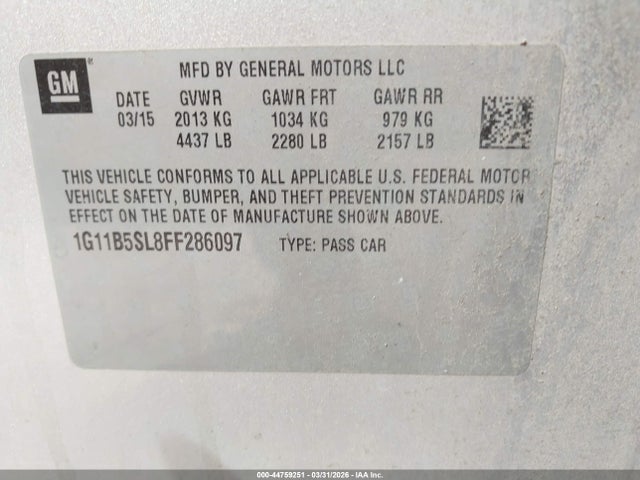 GM
MFD BY GENERAL MOTORS LLC
DATE GVWR GAWR FRT GAWR RR
03/15 2013 KG 1034 KG 979 KG
4437 LB 2280 LB 2157 LB
THIS VEHICLE CONFORMS TO ALL APPLICABLE U.S. FEDERAL MOTOR
VEHICLE SAFETY, BUMPER, AND THEFT PREVENTION STANDARDS IN
EFFECT ON THE DATE OF MANUFACTURE SHOWN ABOVE.
1G11B5SL8FF286097 TYPE: PASS CAR
000-44759251 - 03/31/2026 - IAA Inc.